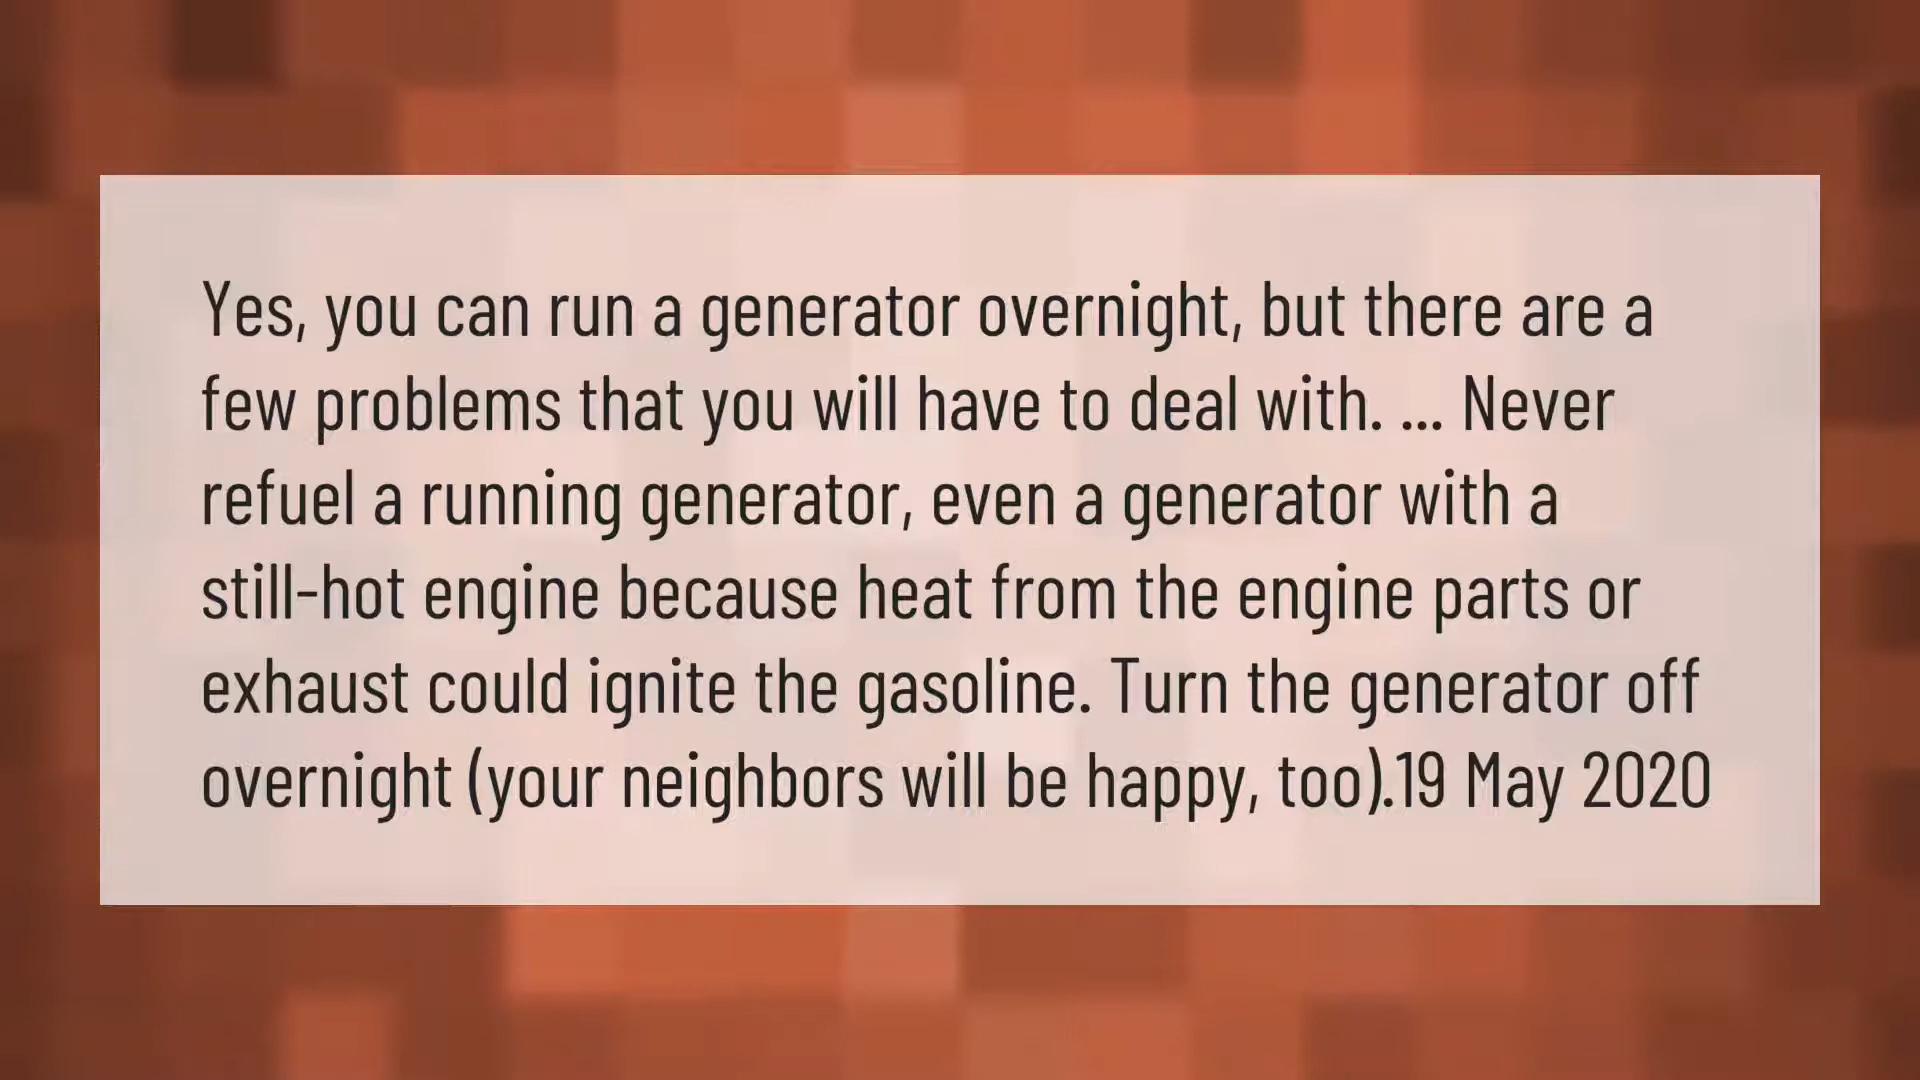 Yes, you can run a generator overnight, but there are a
few problems that you will have to deal with. ... Never
refuel a running generator, even a generator with a
still-hot engine because heat from the engine parts or
exhaust could ignite the gasoline. Turn the generator off
overnight (your neighbors will be happy, too).19 May 2020